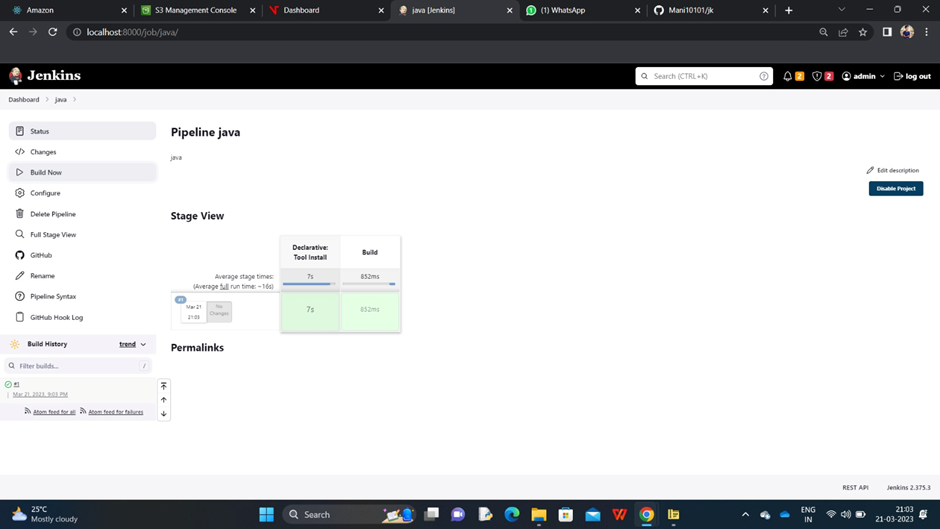 Amazon
S3 Management Console
Dashboard
java [Jenkins]
(1) WhatsApp
Mani10101/jk
localhost:8000/job/java/
Jenkins
Search (CTRL+K)
2
2
admin
log out
Dashboard
java
Status
Changes
Build Now
Configure
Delete Pipeline
Full Stage View
GitHub
Rename
Pipeline Syntax
GitHub Hook Log
Build History
trend
Filter builds...
/
#1
Mar 21, 2023, 9:03 PM
Atom feed for all
Atom feed for failures
Pipeline java
java
Edit description
Disable Project
Stage View
Declarative:
Tool Install
Build
Average stage times:
(Average full run time: ~16s)
7s
852ms
#1
Mar 21
21:03
No
Changes
7s
852ms
Permalinks
REST API
Jenkins 2.375.3
25°C
Mostly cloudy
Search
ENG
IN
21:03
21-03-2023